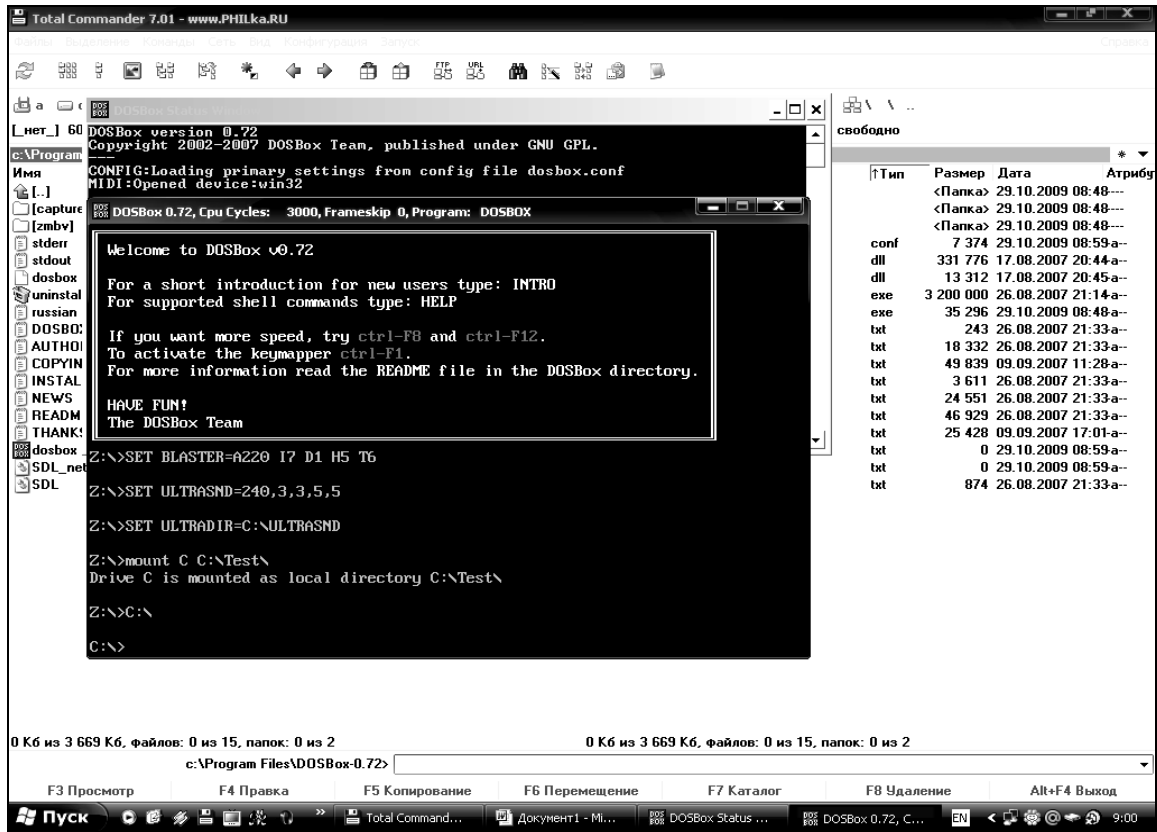 Total Commander 7.01 - www.PHILka.RU
Файлы Выделение Команды Сеть Вид Конфигурация Запуск Справка
FTP URL
a \ \ ..
[_нет_] 60 свободно
c:\Program * ▼
Имя ↑Тип Размер Дата Атрибу
[..] <Папка> 29.10.2009 08:48----
[capture <Папка> 29.10.2009 08:48----
[zmbv] <Папка> 29.10.2009 08:48----
stderr conf 7 374 29.10.2009 08:59-a--
stdout dll 331 776 17.08.2007 20:44-a--
dosbox dll 13 312 17.08.2007 20:45-a--
uninstal exe 3 200 000 26.08.2007 21:14-a--
russian exe 35 296 29.10.2009 08:48-a--
DOSBO txt 243 26.08.2007 21:33-a--
AUTHO txt 18 332 26.08.2007 21:33-a--
COPYIN txt 49 839 09.09.2007 11:28-a--
INSTAL txt 3 611 26.08.2007 21:33-a--
NEWS txt 24 551 26.08.2007 21:33-a--
READM txt 46 929 26.08.2007 21:33-a--
THANK txt 25 428 09.09.2007 17:01-a--
dosbox txt 0 29.10.2009 08:59-a--
SDL_net txt 0 29.10.2009 08:59-a--
SDL txt 874 26.08.2007 21:33-a--
DOSBox Status
DOSBox version 0.72
Copyright 2002-2007 DOSBox Team, published under GNU GPL.
---
CONFIG:Loading primary settings from config file dosbox.conf
MIDI:Opened device:win32
DOSBox 0.72, Cpu Cycles: 3000, Frameskip 0, Program: DOSBOX
Welcome to DOSBox v0.72
For a short introduction for new users type: INTRO
For supported shell commands type: HELP
If you want more speed, try ctrl-F8 and ctrl-F12.
To activate the keymapper ctrl-F1.
For more information read the README file in the DOSBox directory.
HAVE FUN!
The DOSBox Team
Z:\>SET BLASTER=A220 I7 D1 H5 T6
Z:\>SET ULTRASND=240,3,3,5,5
Z:\>SET ULTRADIR=C:\ULTRASND
Z:\>mount C C:\Test\
Drive C is mounted as local directory C:\Test\
Z:\>C:\
C:\>
0 Кб из 3 669 Кб, файлов: 0 из 15, папок: 0 из 2 0 Кб из 3 669 Кб, файлов: 0 из 15, папок: 0 из 2
c:\Program Files\DOSBox-0.72>
F3 Просмотр F4 Правка F5 Копирование F6 Перемещение F7 Каталог F8 Удаление Alt+F4 Выход
Пуск » Total Command... Документ1 - Mi... DOSBox Status ... DOSBox 0.72, C... EN 9:00